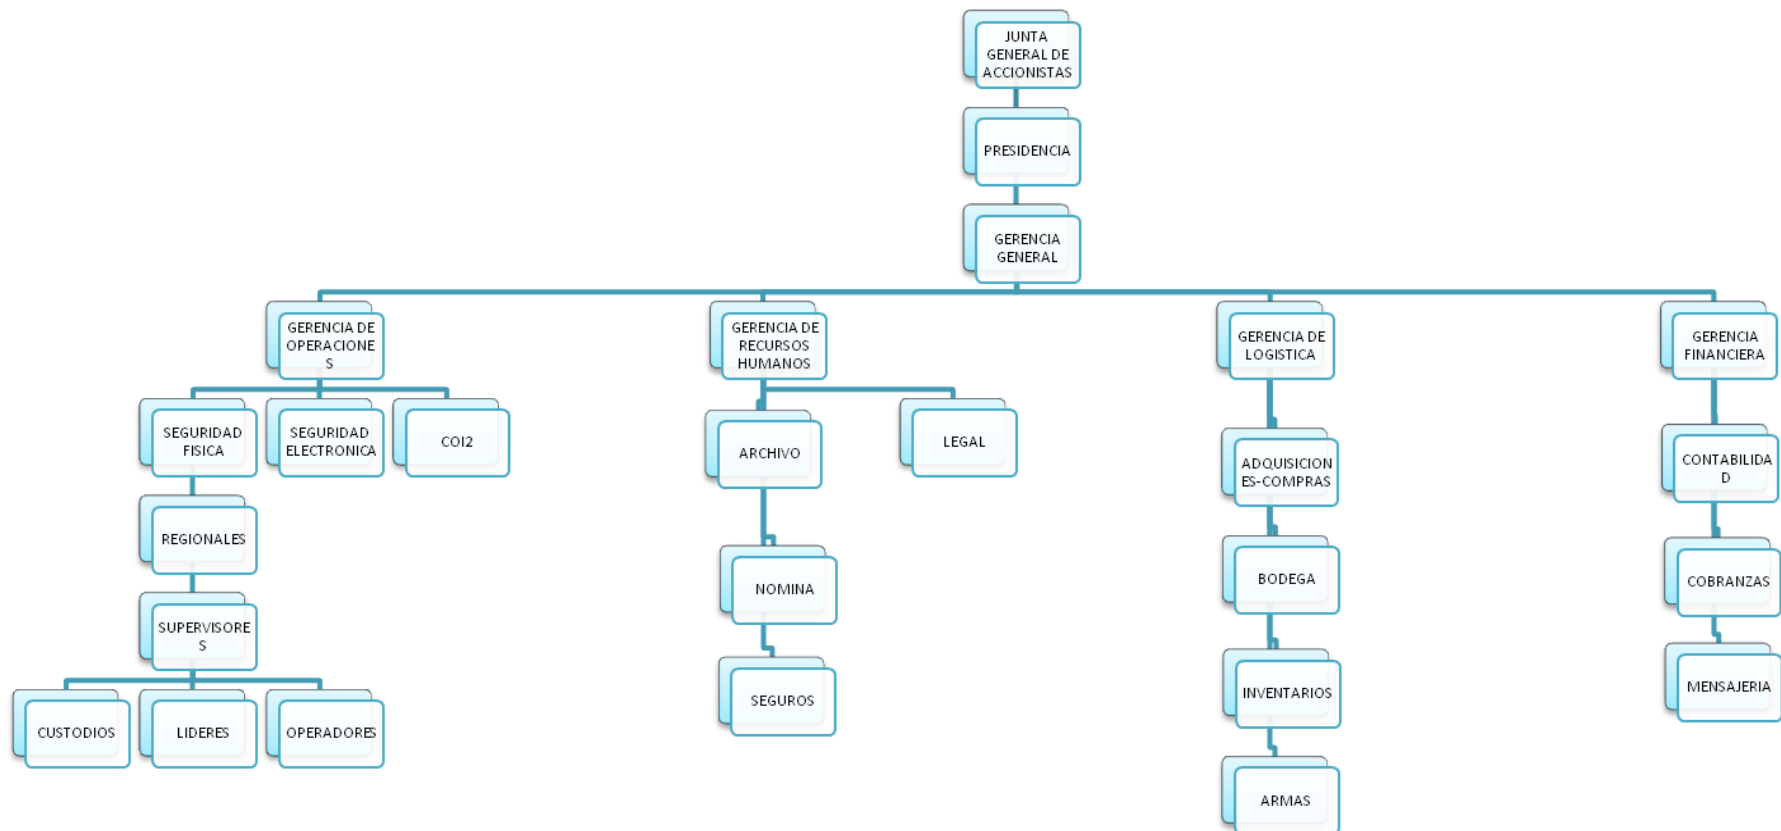 JUNTA
GENERAL DE
ACCIONISTAS
PRESIDENCIA
GERENCIA
GENERAL
GERENCIA DE
OPERACIONE
S
GERENCIA DE
RECURSOS
HUMANOS
GERENCIA DE
LOGISTICA
GERENCIA
FINANCIERA
SEGURIDAD
FISICA
SEGURIDAD
ELECTRONICA
COI2
ARCHIVO
LEGAL
ADQUISICION
ES-COMPRAS
CONTABILIDA
D
REGIONALES
NOMINA
BODEGA
COBRANZAS
SUPERVISORE
S
SEGUROS
INVENTARIOS
MENSAJERIA
CUSTODIOS
LIDERES
OPERADORES
ARMAS